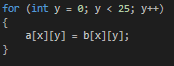 for (int y = 0; y < 25; y++)
{
    a[x][y] = b[x][y];
}